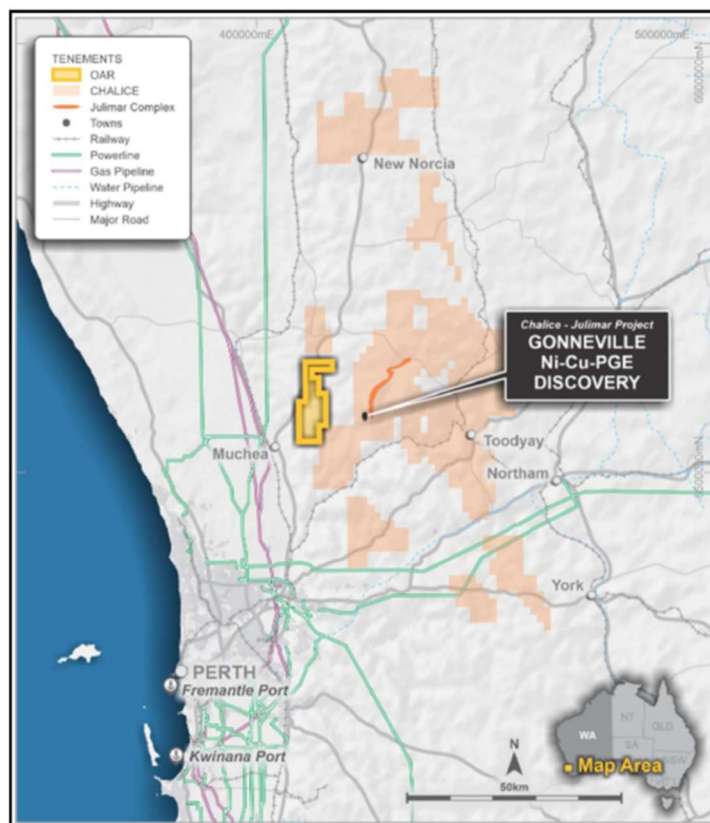 400000mE
500000mE
6600000mN
TENEMENTS
OAR
CHALICE
Julimar Complex
Towns
Railway
Powerline
Gas Pipeline
Water Pipeline
Highway
Major Road
New Norcia
Chalice - Julimar Project
GONNEVILLE
Ni-Cu-PGE
DISCOVERY
Muchea
Toodyay
Northam
York
PERTH
Fremantle Port
Kwinana Port
N
50km
WA
NT
QLD
SA
Map Area